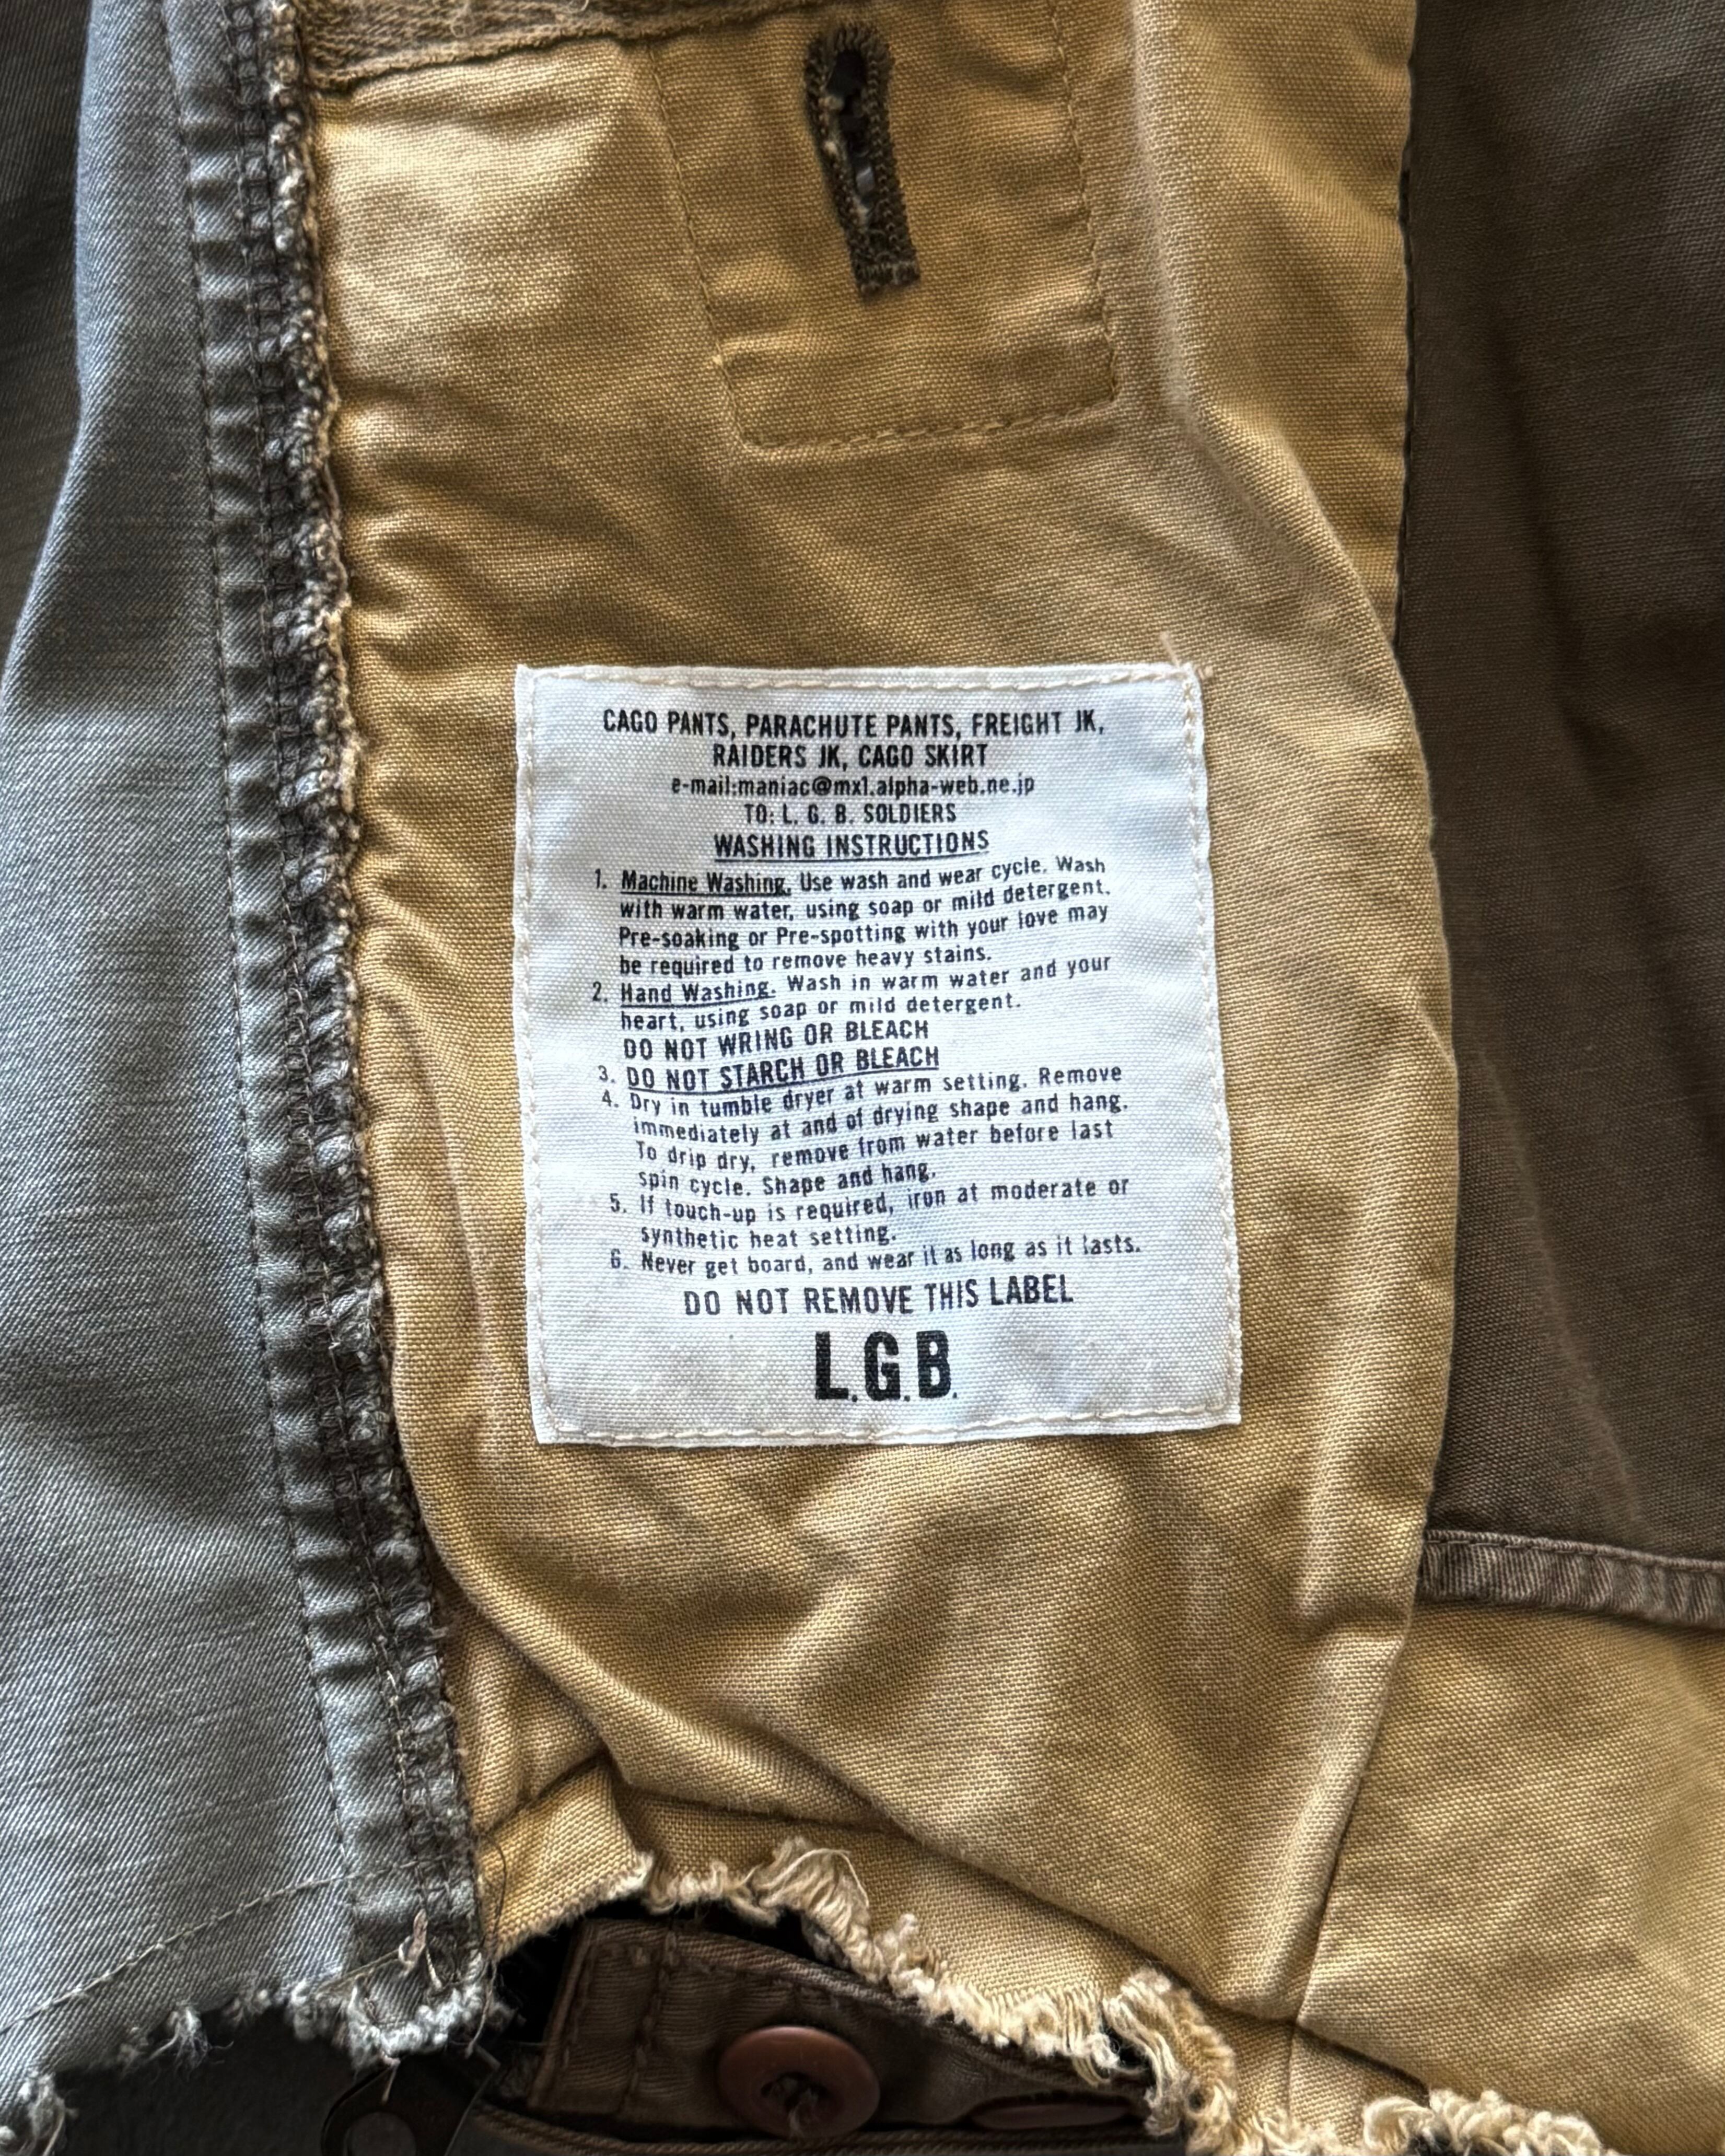 CAGO PANTS, PARACHUTE PANTS, FREIGHT JK,
RAIDERS JK, CAGO SKIRT
e-mail:maniac@mx1.alpha-web.ne.jp
TO: L. G. B. SOLDIERS
WASHING INSTRUCTIONS
1. Machine Washing. Use wash and wear cycle. Wash
with warm water, using soap or mild detergent.
Pre-soaking or Pre-spotting with your love may
be required to remove heavy stains.
2. Hand Washing. Wash in warm water and your
heart, using soap or mild detergent.
DO NOT WRING OR BLEACH
3. DO NOT STARCH OR BLEACH
4. Dry in tumble dryer at warm setting. Remove
immediately at and of drying shape and hang.
To drip dry, remove from water before last
spin cycle. Shape and hang.
5. If touch-up is required, iron at moderate or
synthetic heat setting.
6. Never get board, and wear it as long as it lasts.
DO NOT REMOVE THIS LABEL
L.G.B.